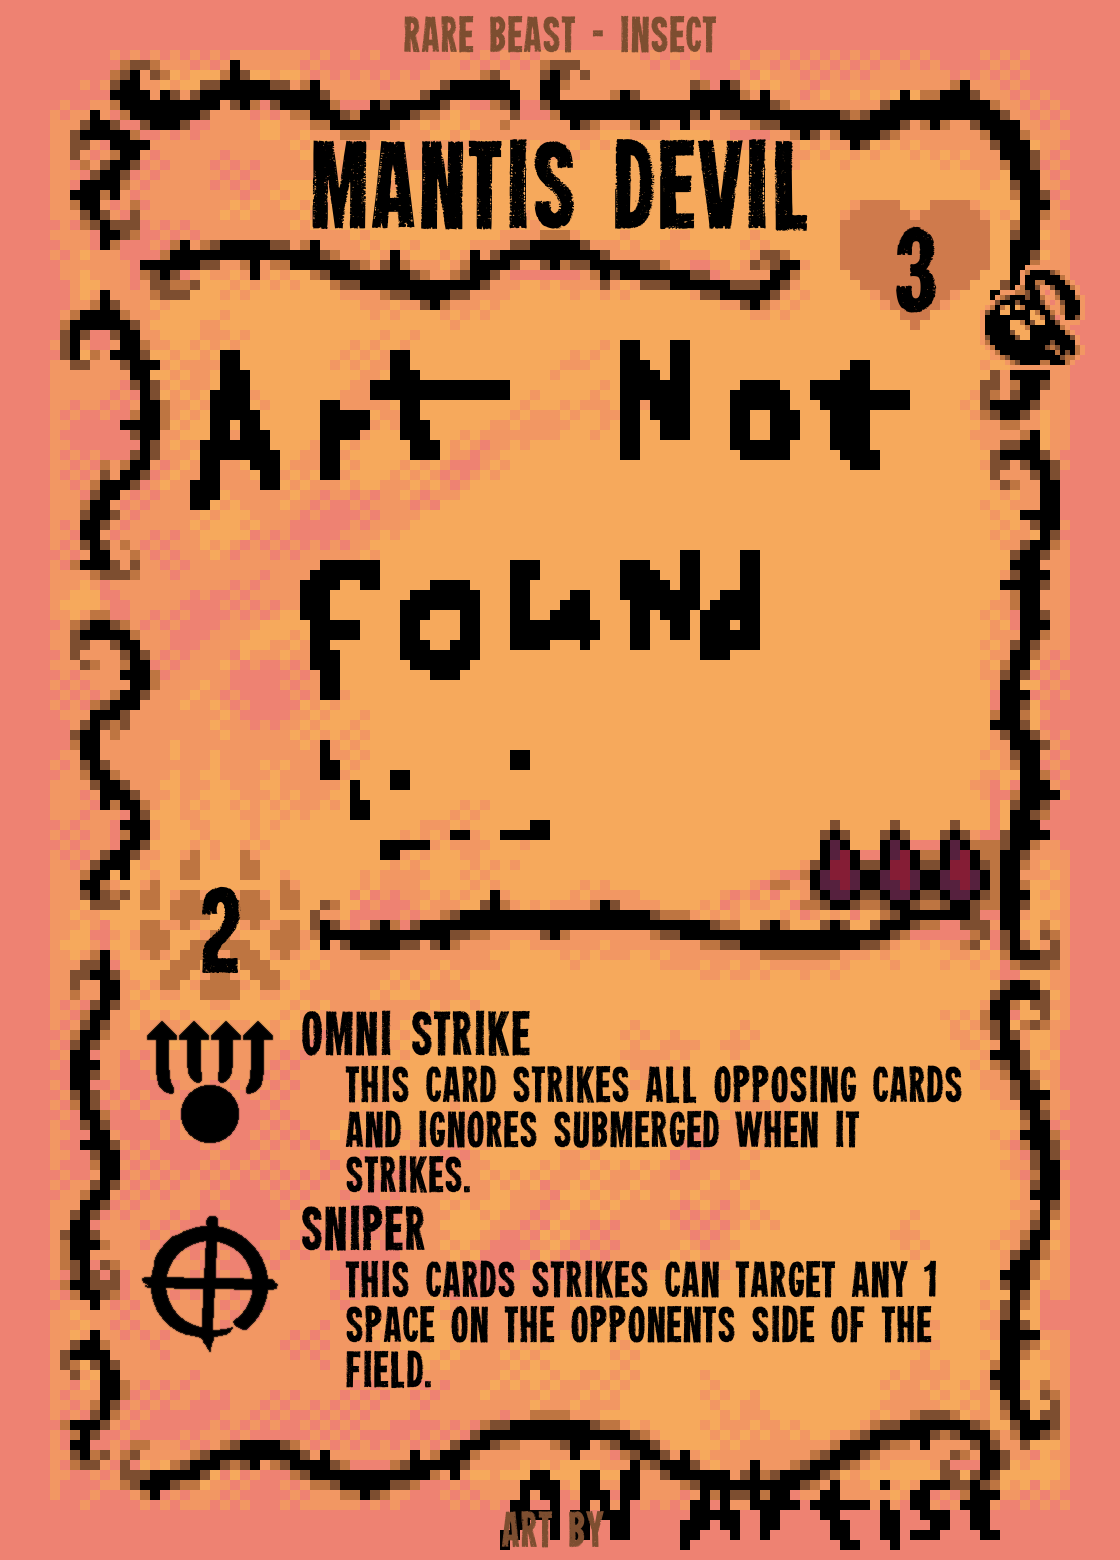 RARE BEAST - INSECT
MANTIS DEVIL
3
Art Not
Found
2
OMNI STRIKE
THIS CARD STRIKES ALL OPPOSING CARDS
AND IGNORES SUBMERGED WHEN IT
STRIKES.
SNIPER
THIS CARDS STRIKES CAN TARGET ANY 1
SPACE ON THE OPPONENTS SIDE OF THE
FIELD.
ART BY AN Artist